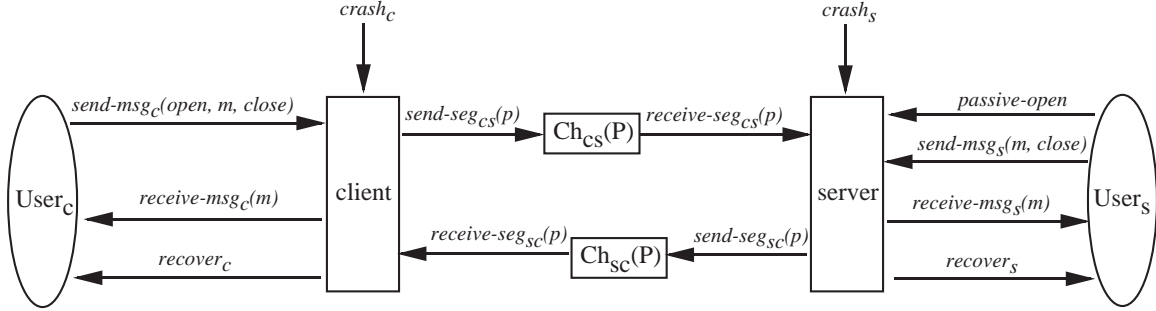 crash_c
crash_s
send-msg_c(open, m, close)
send-seg_cs(p)
receive-seg_cs(p)
passive-open
Ch_cs(P)
send-msg_s(m, close)
User_c
client
server
User_s
receive-msg_c(m)
receive-seg_sc(p)
send-seg_sc(p)
receive-msg_s(m)
Ch_sc(P)
recover_c
recover_s